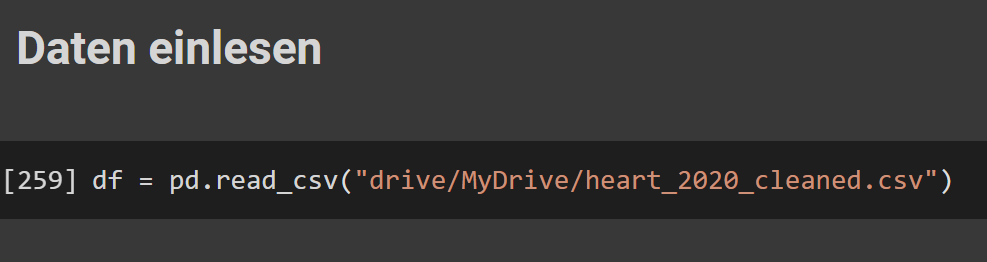 Daten einlesen
[259] df = pd.read_csv("drive/MyDrive/heart_2020_cleaned.csv")